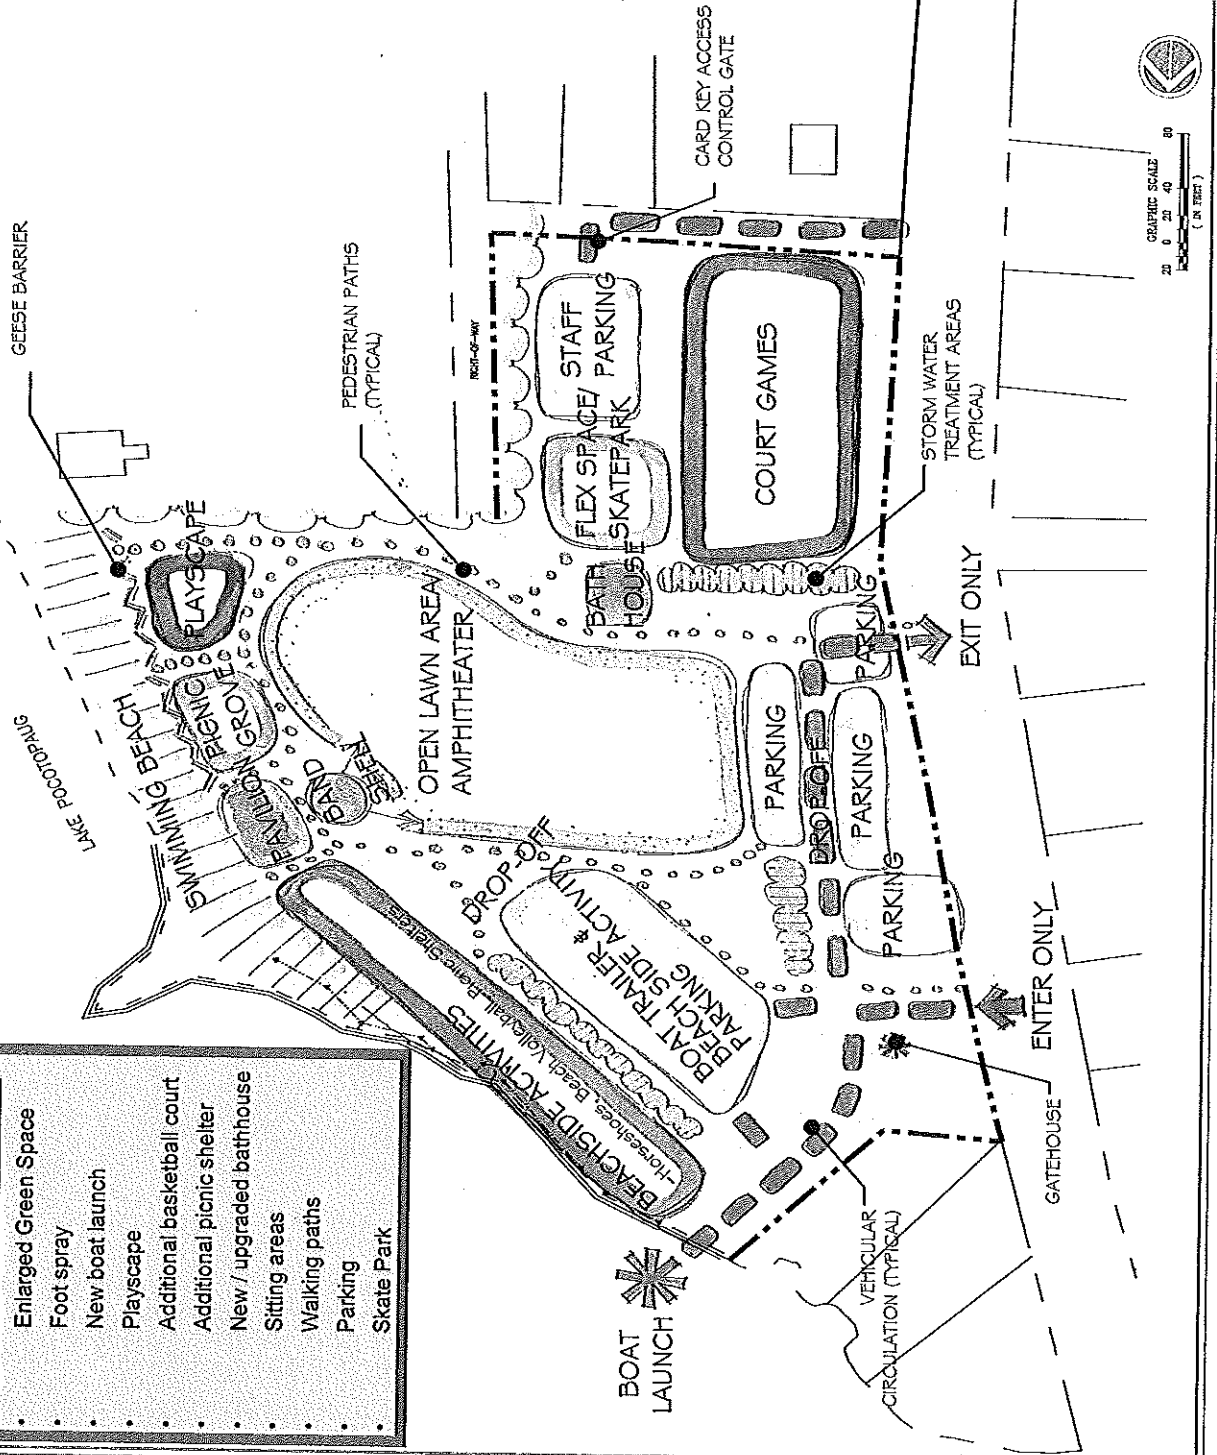 Enlarged Green Space
Foot spray
New boat launch
Playscape
Additional basketball court
Additional picnic shelter
New / upgraded bathhouse
Sitting areas
Walking paths
Parking
Skate Park
GEESE BARRIER
LAKE POCOTOPAUG
SWIMMING BEACH
PLAYSCAPE
PICNIC
GROVE
PAVILION
BAND
SHELL
PEDESTRIAN PATHS
(TYPICAL)
RIGHT-OF-WAY
OPEN LAWN AREA/
AMPHITHEATER
BEACHSIDE ACTIVITIES
-Horseshoes, Beach Volleyball, Picnic Shelters
DROP-OFF
BOAT TRAILER &
BEACH SIDE ACTIVITY
PARKING
BATH
HOUSE
FLEX SPACE/
SKATEPARK
STAFF
PARKING
CARD KEY ACCESS
CONTROL GATE
COURT GAMES
STORM WATER
TREATMENT AREAS
(TYPICAL)
PARKING
DROP-OFF
PARKING
PARKING
PARKING
EXIT ONLY
ENTER ONLY
BOAT
LAUNCH
VEHICULAR
CIRCULATION (TYPICAL)
GATEHOUSE
GRAPHIC SCALE
20 0 20 40 80
( IN FEET )